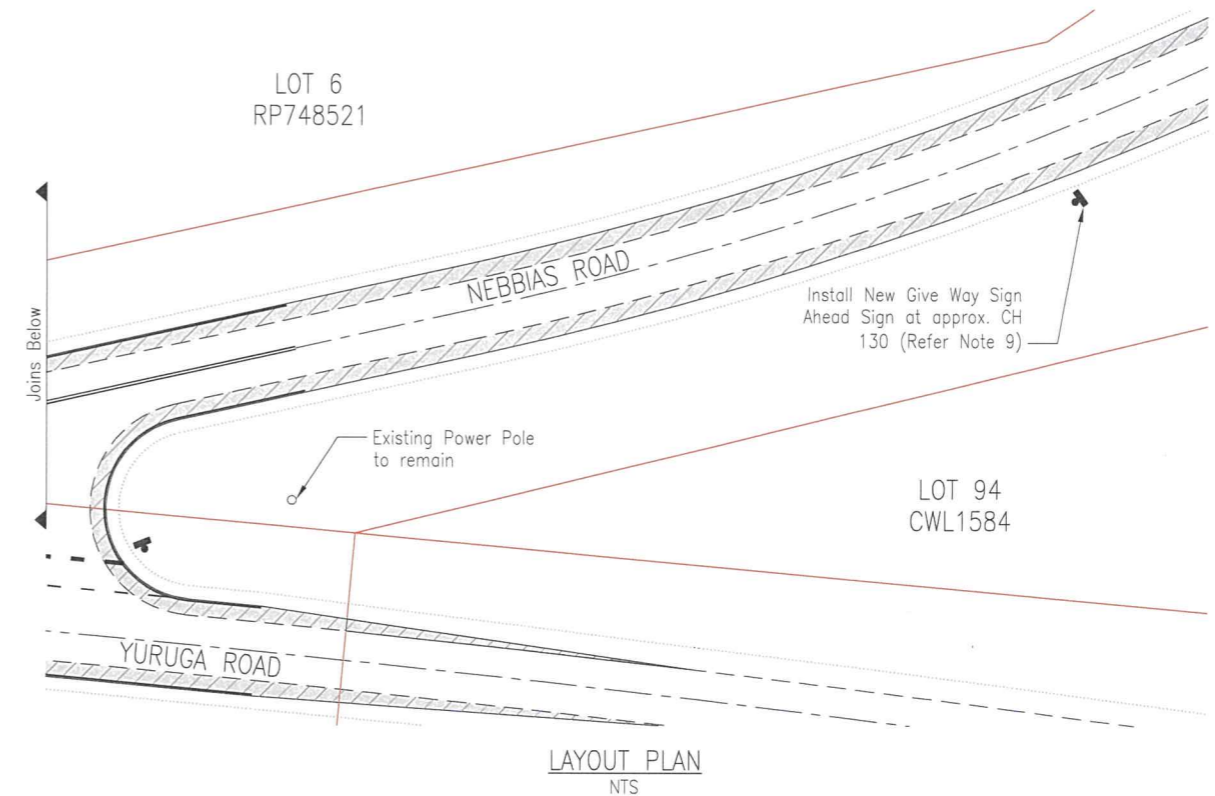 LOT 6
RP748521
Joins Below
NEBBIAS ROAD
Install New Give Way Sign
Ahead Sign at approx. CH
130 (Refer Note 9)
Existing Power Pole
to remain
LOT 94
CWL1584
YURUGA ROAD
LAYOUT PLAN
NTS